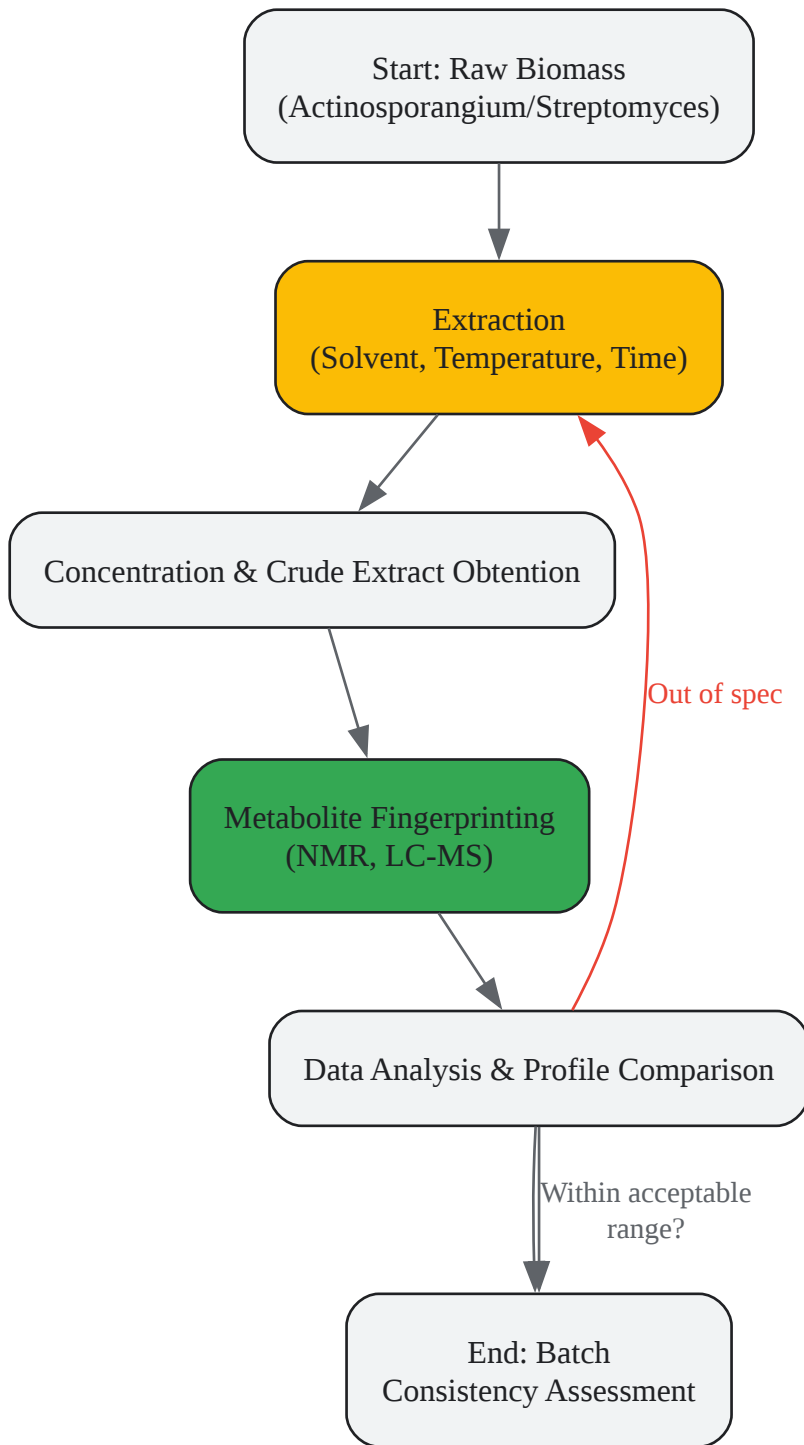 Start: Raw Biomass
(Actinosporangium/Streptomyces)
Extraction
(Solvent, Temperature, Time)
Concentration & Crude Extract Obtention
Out of spec
Metabolite Fingerprinting
(NMR, LC-MS)
Data Analysis & Profile Comparison
Within acceptable
range?
End: Batch
Consistency Assessment